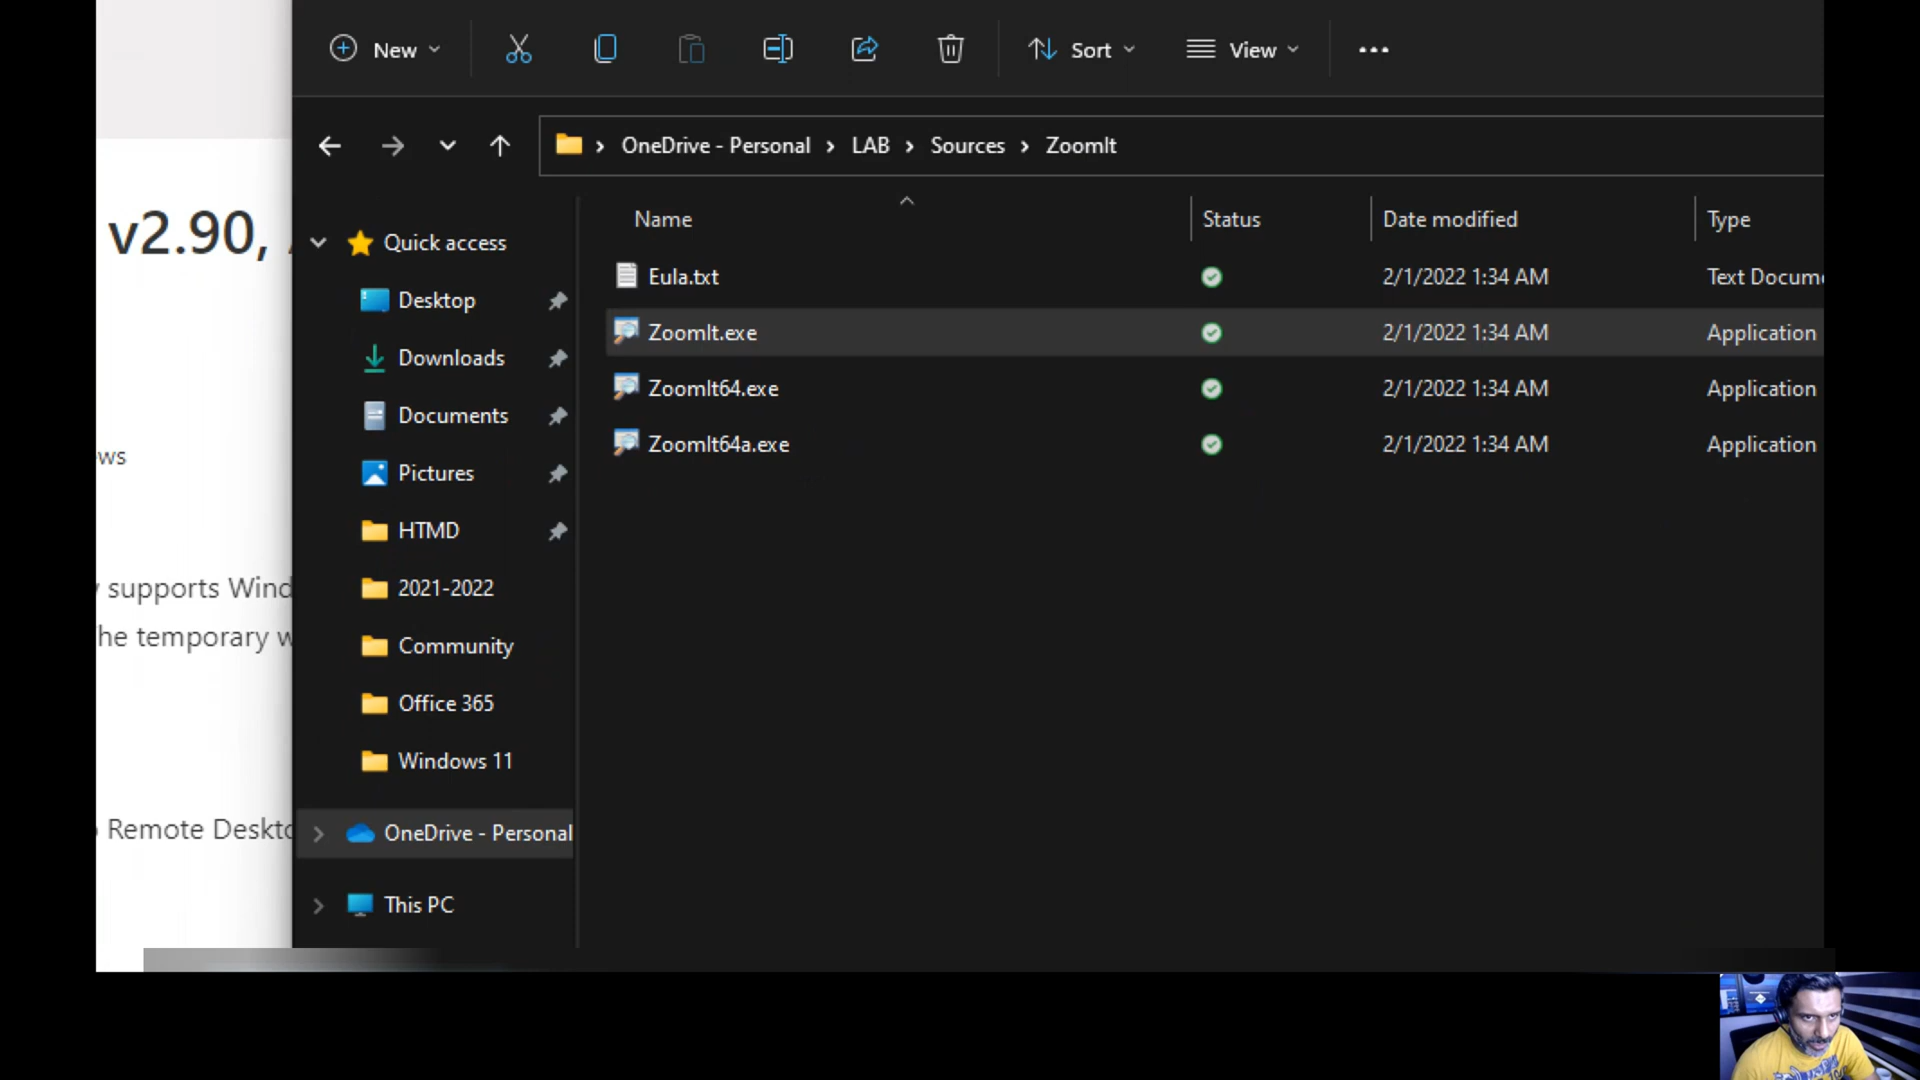 New
Sort
View
OneDrive - Personal
LAB
Sources
ZoomIt
v2.90,
Name
Status
Date modified
Type
Quick access
Eula.txt
2/1/2022 1:34 AM
Text Docum
Desktop
ZoomIt.exe
2/1/2022 1:34 AM
Application
Downloads
ZoomIt64.exe
2/1/2022 1:34 AM
Application
Documents
ZoomIt64a.exe
2/1/2022 1:34 AM
Application
ws
Pictures
HTMD
2021-2022
supports Wind
he temporary w
Community
Office 365
Windows 11
Remote Deskto
OneDrive - Personal
This PC